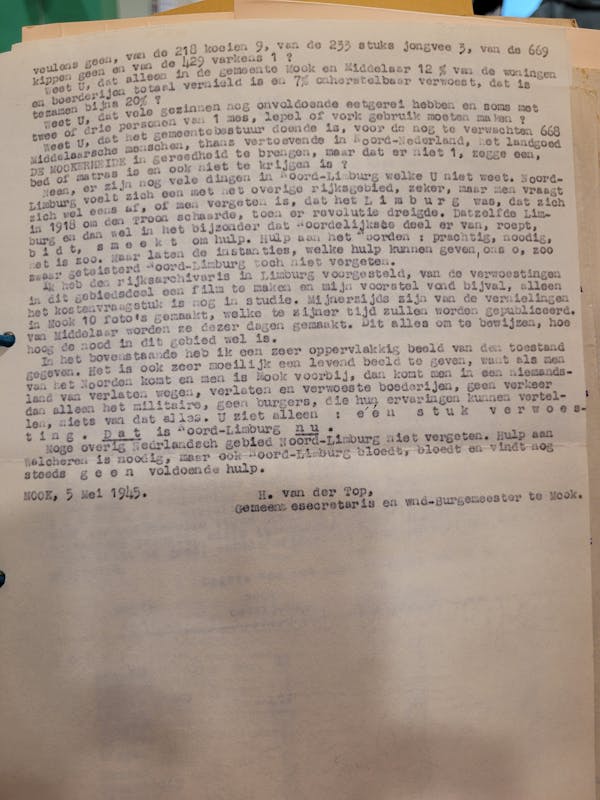 veulens geen, van de 218 koeien 9, van de 233 stuks jongvee 3, van de 669
kippen geen en van de 429 varkens 1 ?
Weet U, dat alleen in de gemeente Mook en Middelaar 12 % van de woningen
en boerderijen totaal vernield is en 7% onherstelbaar verwoest, dat is
tezamen bijna 20% ?
Weet U, dat vele gezinnen nog onvoldoende eetgerei hebben en soms met
twee of drie personen van 1 mes, lepel of vork gebruik moeten maken ?
Weet U, dat het gemeentebestuur doende is, voor de nog te verwachten 668
Middelaarsche menschen, thans vertoevende in Noord-Nederland, het landgoed
DE MOOKERHEIDE in gereedheid te brengen, maar dat er niet 1, zegge een,
bed of matras is en ook niet te krijgen is ?
Neen, er zijn nog vele dingen in Noord-Limburg welke U niet weet. Noord-
Limburg voelt zich een met het overige rijksgebied, zeker, maar men vraagt
zich wel eens af, of men vergeten is, dat het L i m b u r g was, dat zich
in 1918 om den Troon schaarde, toen er revolutie dreigde. Datzelfde Lim-
burg en dan wel in het bijzonder dat Noordelijkste deel er van, roept,
b i d t, s m e e k t om hulp. Hulp aan het Noorden : prachtig, noodig,
het is zoo. Maar laten de instanties, welke hulp kunnen geven, ons o, zoo
zwaar geteisterd Noord-Limburg toch niet vergeten.
Ik heb den rijksarchivaris in Limburg voorgesteld, van de verwoestingen
in dit gebiedsdeel een film te maken en mijn voorstel vond bijval, alleen
het kostenvraagstuk is nog in studie. Mijnerzijds zijn van de vernielingen
in Mook 10 foto's gemaakt, welke te zijner tijd zullen worden gepubliceerd.
van Middelaar worden ze dezer dagen gemaakt. Dit alles om te bewijzen, hoe
hoog de nood in dit gebied wel is.
In het bovenstaande heb ik een zeer oppervlakkig beeld van den toestand
gegeven. Het is ook zeer moeilijk een levend beeld te geven, want als men
van het Noorden komt en men is Mook voorbij, dan komt men in een niemands-
land van verlaten wegen, verlaten en verwoeste boederijen, geen verkeer
dan alleen het militaire, geen burgers, die hun ervaringen kunnen vertel-
len, niets van dat alles. U ziet alleen : é é n s t u k v e r w o e s-
t i n g . D a t is Noord-Limburg n u .
Moge overig Nedrlandsch gebied Noord-Limburg niet vergeten. Hulp aan
Walcheren is noodig, maar ook Noord-Limburg bloedt, bloedt en vindt nog
steeds g e e n voldoende hulp.
MOOK, 5 Mei 1945.
H. van der Top,
Gemeentesecretaris en wnd-Burgemeester te Mook.